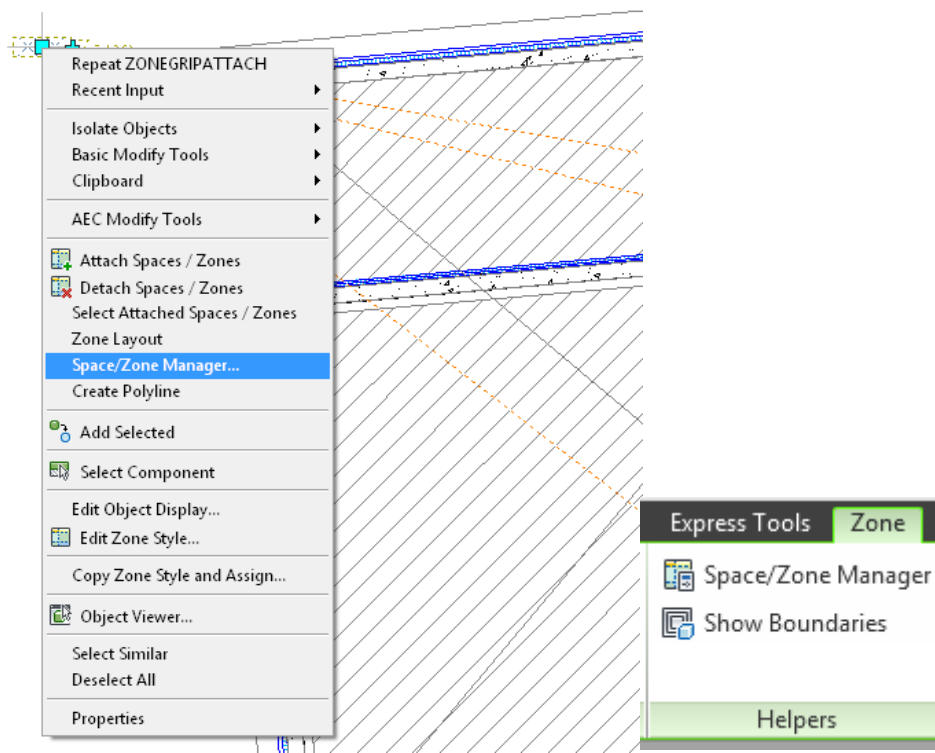 Repeat ZONEGRIPATTACH
Recent Input
Isolate Objects
Basic Modify Tools
Clipboard
AEC Modify Tools
Attach Spaces / Zones
Detach Spaces / Zones
Select Attached Spaces / Zones
Zone Layout
Space/Zone Manager...
Create Polyline
Add Selected
Select Component
Edit Object Display...
Edit Zone Style...
Copy Zone Style and Assign...
Object Viewer...
Select Similar
Deselect All
Properties
Express Tools Zone
Space/Zone Manager
Show Boundaries
Helpers